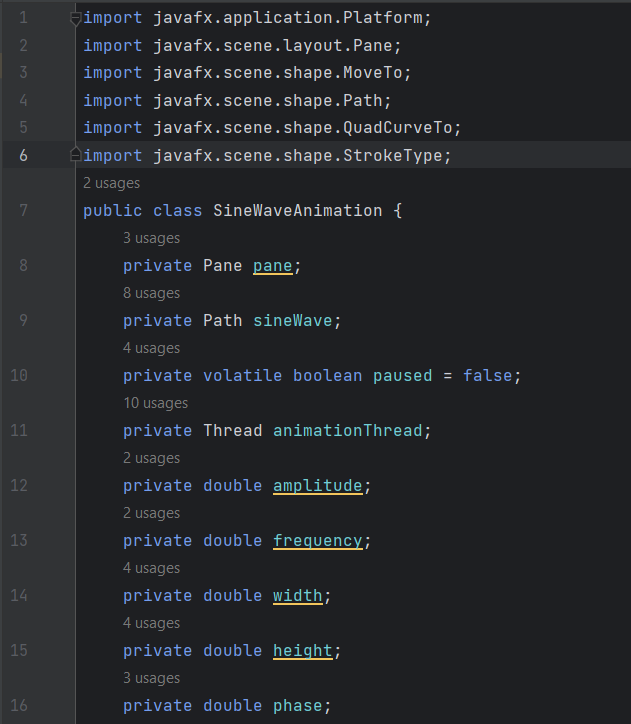 1 import javafx.application.Platform;
2 import javafx.scene.layout.Pane;
3 import javafx.scene.shape.MoveTo;
4 import javafx.scene.shape.Path;
5 import javafx.scene.shape.QuadCurveTo;
6 import javafx.scene.shape.StrokeType;
2 usages
7 public class SineWaveAnimation {
3 usages
8 private Pane pane;
8 usages
9 private Path sineWave;
4 usages
10 private volatile boolean paused = false;
10 usages
11 private Thread animationThread;
2 usages
12 private double amplitude;
2 usages
13 private double frequency;
4 usages
14 private double width;
4 usages
15 private double height;
3 usages
16 private double phase;